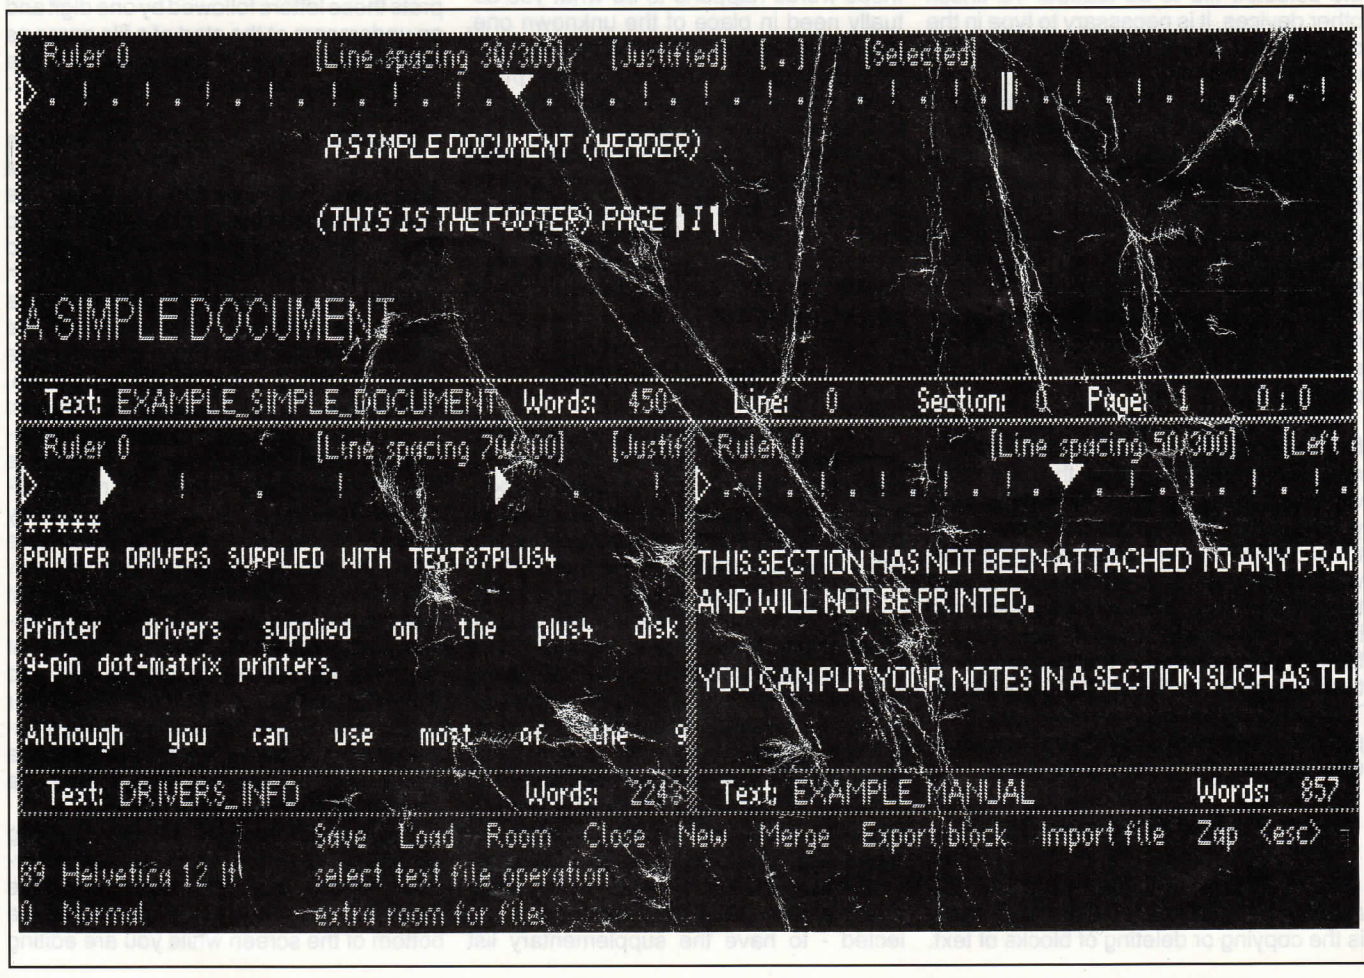 Ruler 0 [Line spacing 30/300] [Justified] [.] [Selected]
A SIMPLE DOCUMENT (HEADER)
(THIS IS THE FOOTER) PAGE I
A SIMPLE DOCUMENT
Text: EXAMPLE_SIMPLE_DOCUMENT Words: 450 Line: 0 Section: 0 Page: 1 0 : 0
Ruler 0 [Line spacing 70/300] [Justif
*****
PRINTER DRIVERS SUPPLIED WITH TEXT87PLUS4
Printer drivers supplied on the plus4 disk
9-pin dot-matrix printers.
Although you can use most of the 9
Text: DRIVERS_INFO Words: 2243
Ruler 0 [Line spacing 50/300] [Left
THIS SECTION HAS NOT BEEN ATTACHED TO ANY FRAM
AND WILL NOT BE PRINTED.
YOU CAN PUT YOUR NOTES IN A SECTION SUCH AS THI
Text: EXAMPLE_MANUAL Words: 857
Save Load Room Close New Merge Export block Import file Zap <esc>
89 Helvetica 12 It select text file operation
0 Normal extra room for file: